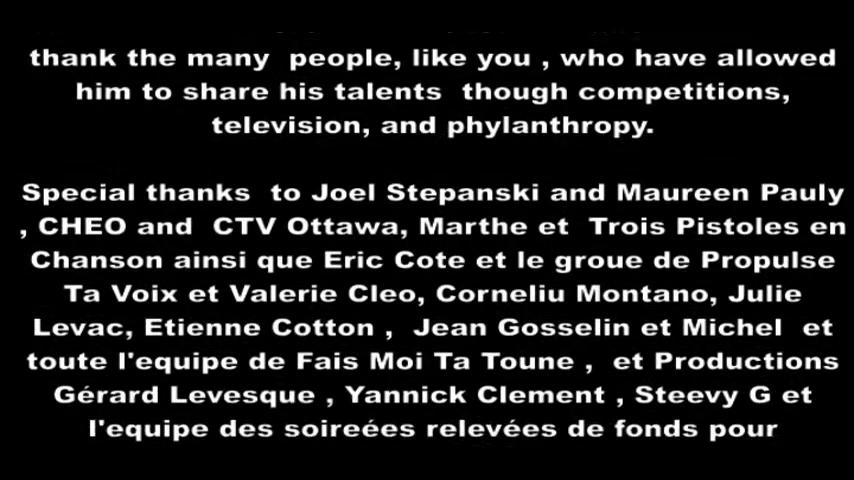 thank the many people, like you , who have allowed
him to share his talents though competitions,
television, and phylanthropy.
Special thanks to Joel Stepanski and Maureen Pauly
, CHEO and CTV Ottawa, Marthe et Trois Pistoles en
Chanson ainsi que Eric Cote et le groue de Propulse
Ta Voix et Valerie Cleo, Corneliu Montano, Julie
Levac, Etienne Cotton , Jean Gosselin et Michel et
toute l'equipe de Fais Moi Ta Toune , et Productions
Gérard Levesque , Yannick Clement , Steevy G et
l'equipe des soireées relevées de fonds pour